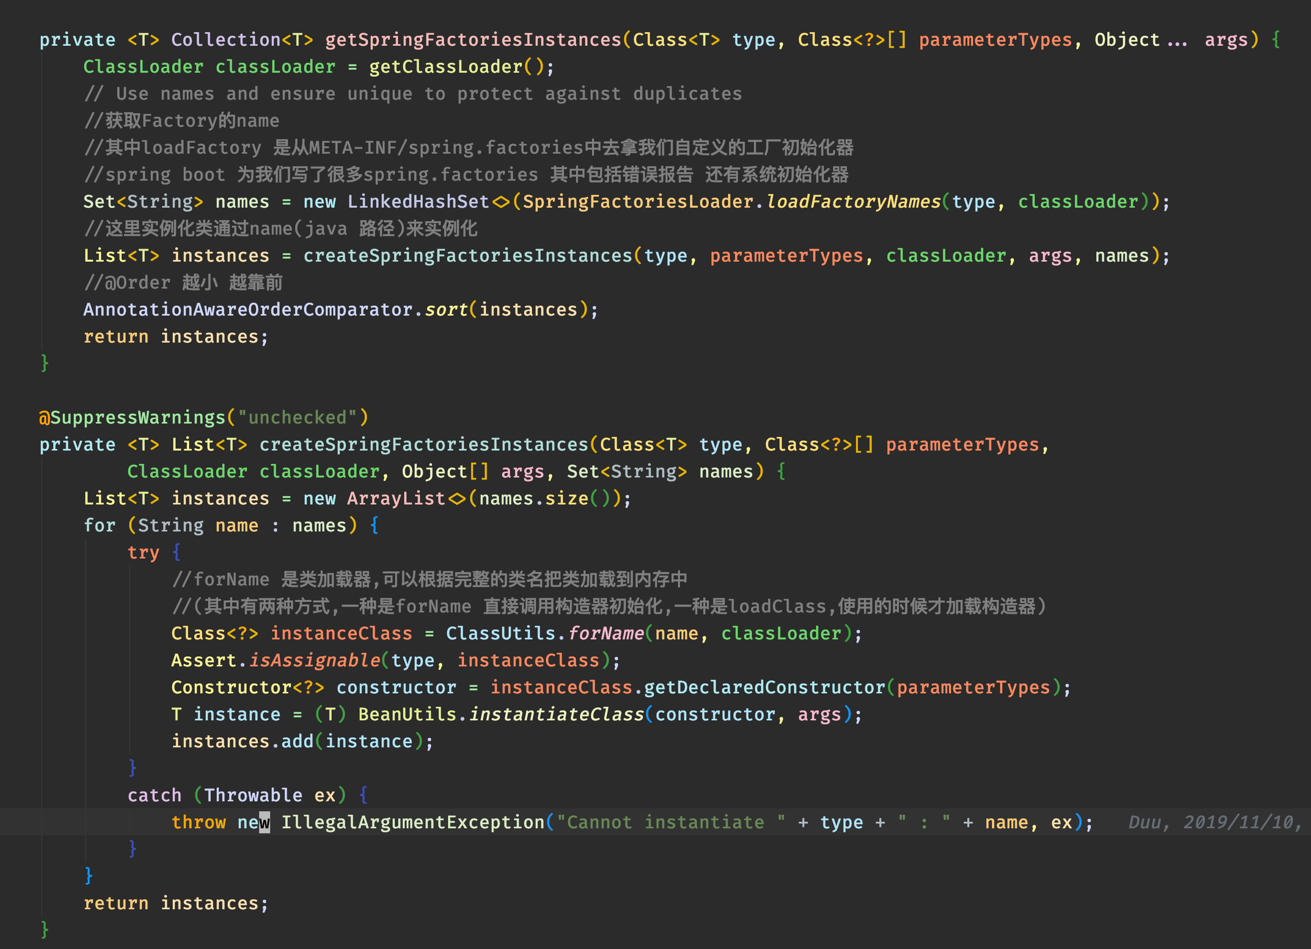 private <T> Collection<T> getSpringFactoriesInstances(Class<T> type, Class<?>[] parameterTypes, Object... args) {
ClassLoader classLoader = getClassLoader();
// Use names and ensure unique to protect against duplicates
//获取Factory的name
//其中loadFactory 是从META-INF/spring.factories中去拿我们自定义的工厂初始化器
//spring boot 为我们写了很多spring.factories 其中包括错误报告 还有系统初始化器
Set<String> names = new LinkedHashSet<>(SpringFactoriesLoader.loadFactoryNames(type, classLoader));
//这里实例化类通过name(java 路径)来实例化
List<T> instances = createSpringFactoriesInstances(type, parameterTypes, classLoader, args, names);
//@Order 越小 越靠前
AnnotationAwareOrderComparator.sort(instances);
return instances;
}
@SuppressWarnings("unchecked")
private <T> List<T> createSpringFactoriesInstances(Class<T> type, Class<?>[] parameterTypes,
ClassLoader classLoader, Object[] args, Set<String> names) {
List<T> instances = new ArrayList<>(names.size());
for (String name : names) {
try {
//forName 是类加载器,可以根据完整的类名把类加载到内存中
//(其中有两种方式,一种是forName 直接调用构造器初始化,一种是loadClass,使用的时候才加载构造器)
Class<?> instanceClass = ClassUtils.forName(name, classLoader);
Assert.isAssignable(type, instanceClass);
Constructor<?> constructor = instanceClass.getDeclaredConstructor(parameterTypes);
T instance = (T) BeanUtils.instantiateClass(constructor, args);
instances.add(instance);
}
catch (Throwable ex) {
throw new IllegalArgumentException("Cannot instantiate " + type + " : " + name, ex); Duu, 2019/11/10,
}
}
return instances;
}